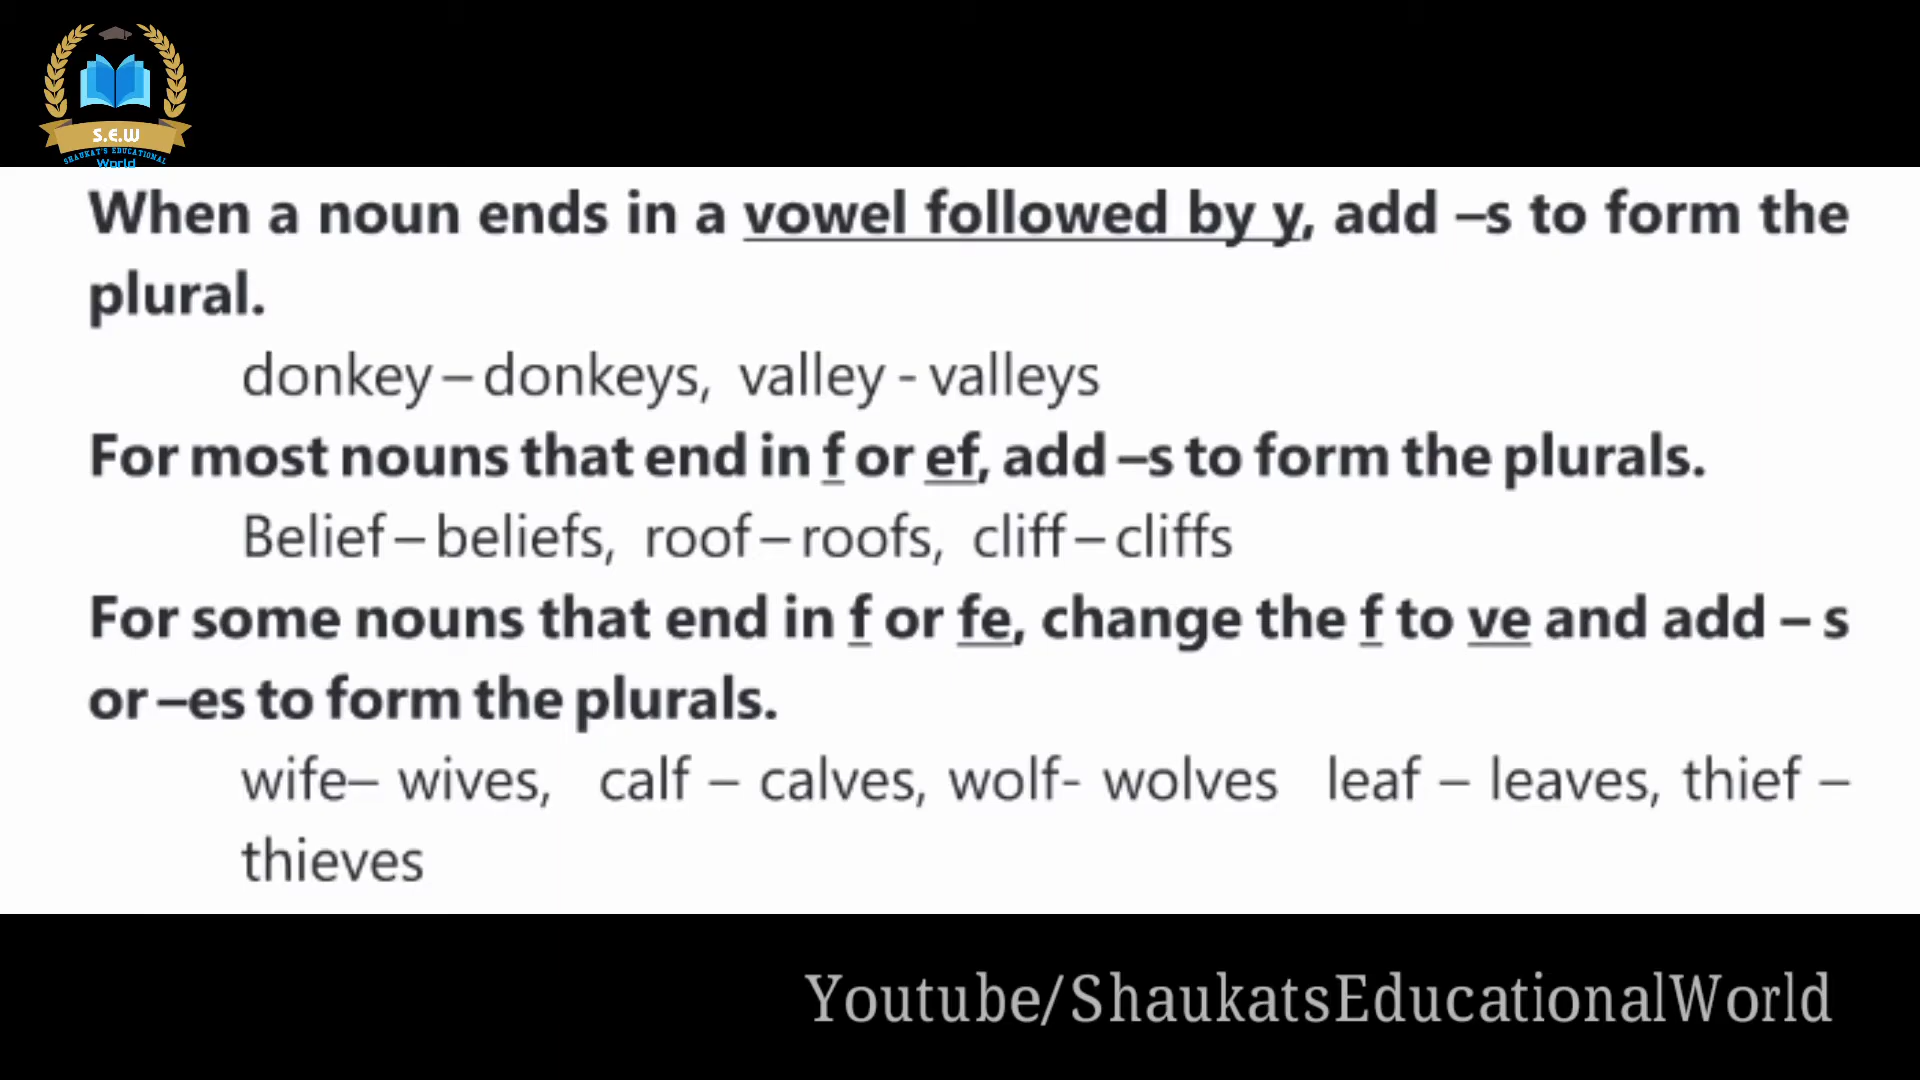 S.E.W
SHAUKAT'S EDUCATIONAL
World
When a noun ends in a vowel followed by y, add –s to form the
plural.
donkey – donkeys, valley - valleys
For most nouns that end in f or ef, add –s to form the plurals.
Belief – beliefs, roof – roofs, cliff – cliffs
For some nouns that end in f or fe, change the f to ve and add – s
or –es to form the plurals.
wife– wives, calf – calves, wolf- wolves leaf – leaves, thief –
thieves
Youtube/ShaukatsEducationalWorld